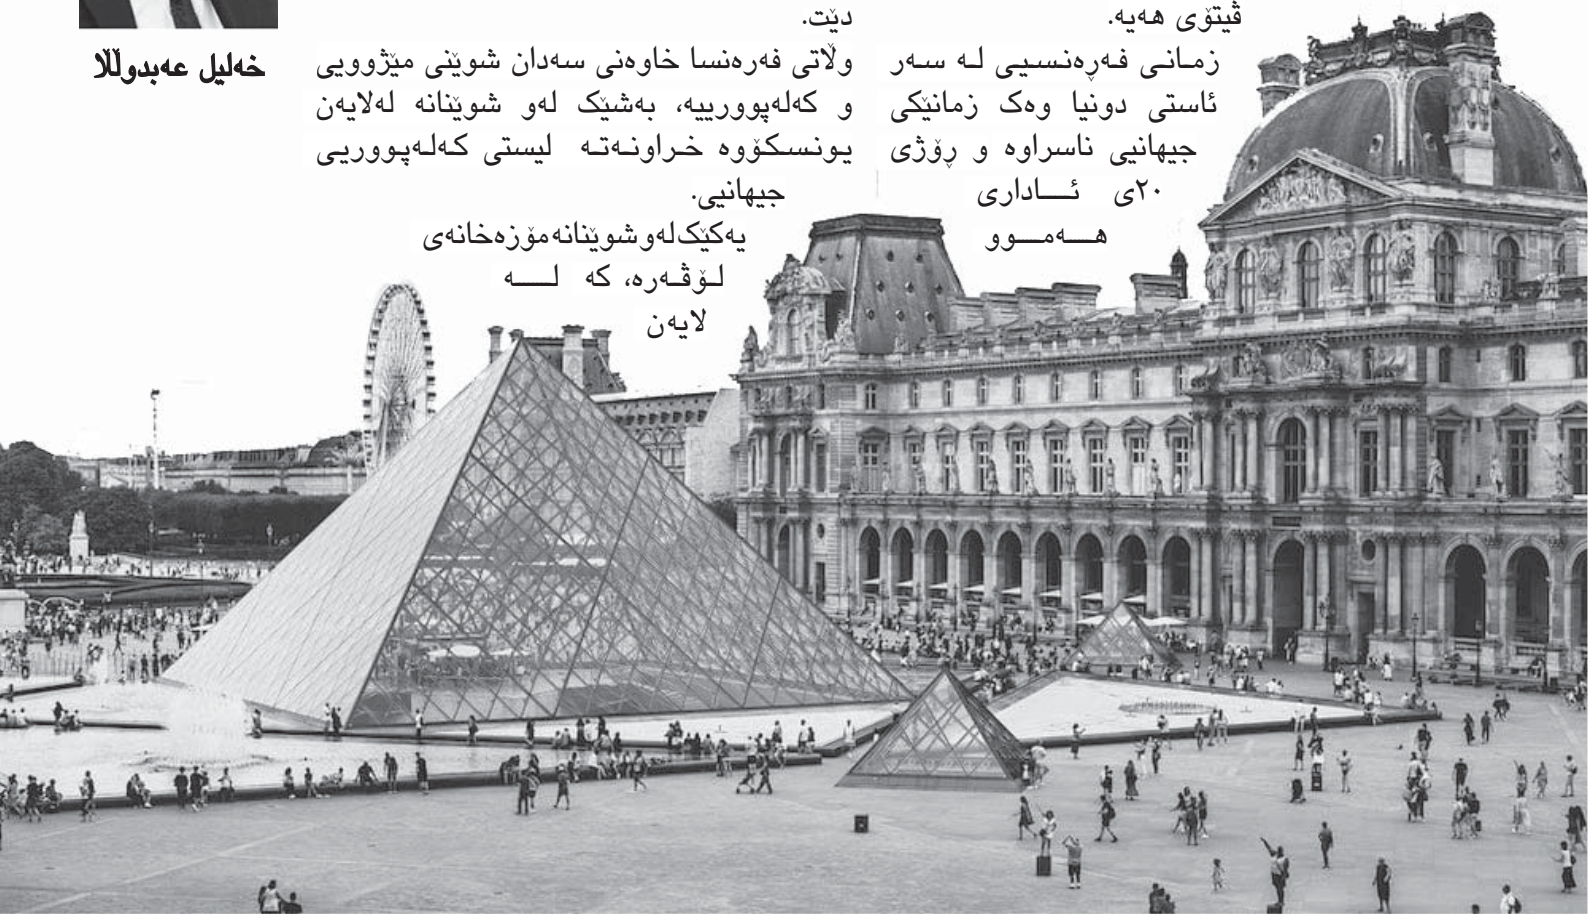 ڤیتۆی هەیە.
زمانی فەڕەنسیی لە سەر
ئاستی دونیا وەک زمانێکی
جیهانیی ناسراوە و ڕۆژی
٢٠ی ئاداری
هەموو
دێت.
وڵاتی فەرەنسا خاوەنی سەدان شوێنی مێژوویی
و کەلەپوورییە، بەشێک لەو شوێنانە لەلایەن
یونسکۆوە خراونەتە لیستی کەلەپووریی
جیهانیی.
یەکێک لەو شوێنانە مۆزەخانەی
لۆڤەرە، کە لە
لایەن
خەلیل عەبدوڵڵا